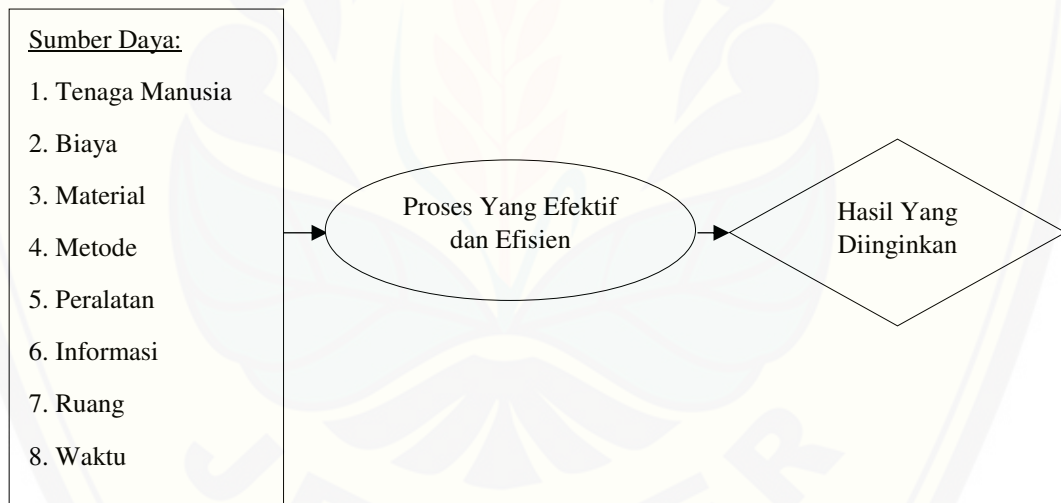 Sumber Daya:
1. Tenaga Manusia
2. Biaya
3. Material
4. Metode
5. Peralatan
6. Informasi
7. Ruang
8. Waktu
Proses Yang Efektif
dan Efisien
Hasil Yang
Diinginkan